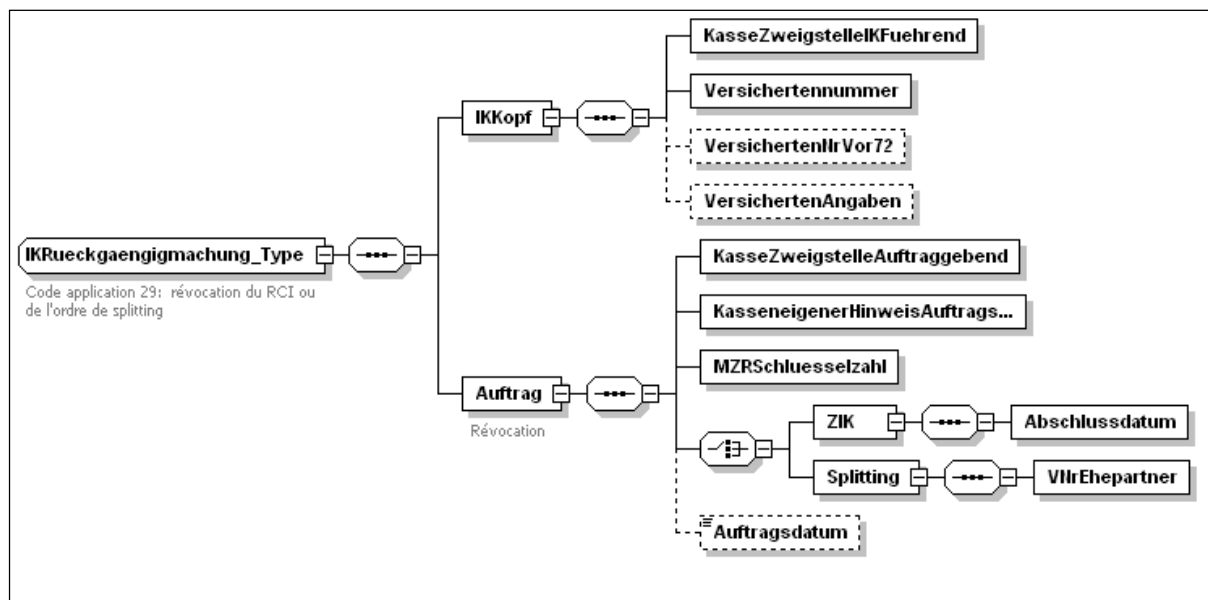 KasseZweigstelleIKFuehrend
IKKopf
Versichertennummer
VersichertenNrVor72
VersichertenAngaben
IKRueckgaengigmachung_Type
Code application 29: révocation du RCI ou
de l'ordre de splitting
KasseZweigstelleAuftraggebend
KasseneigenerHinweisAuftrags...
MZRSchluesselzahl
Auftrag
Révocation
ZIK
Abschlussdatum
Splitting
VNrEhepartner
Auftragsdatum